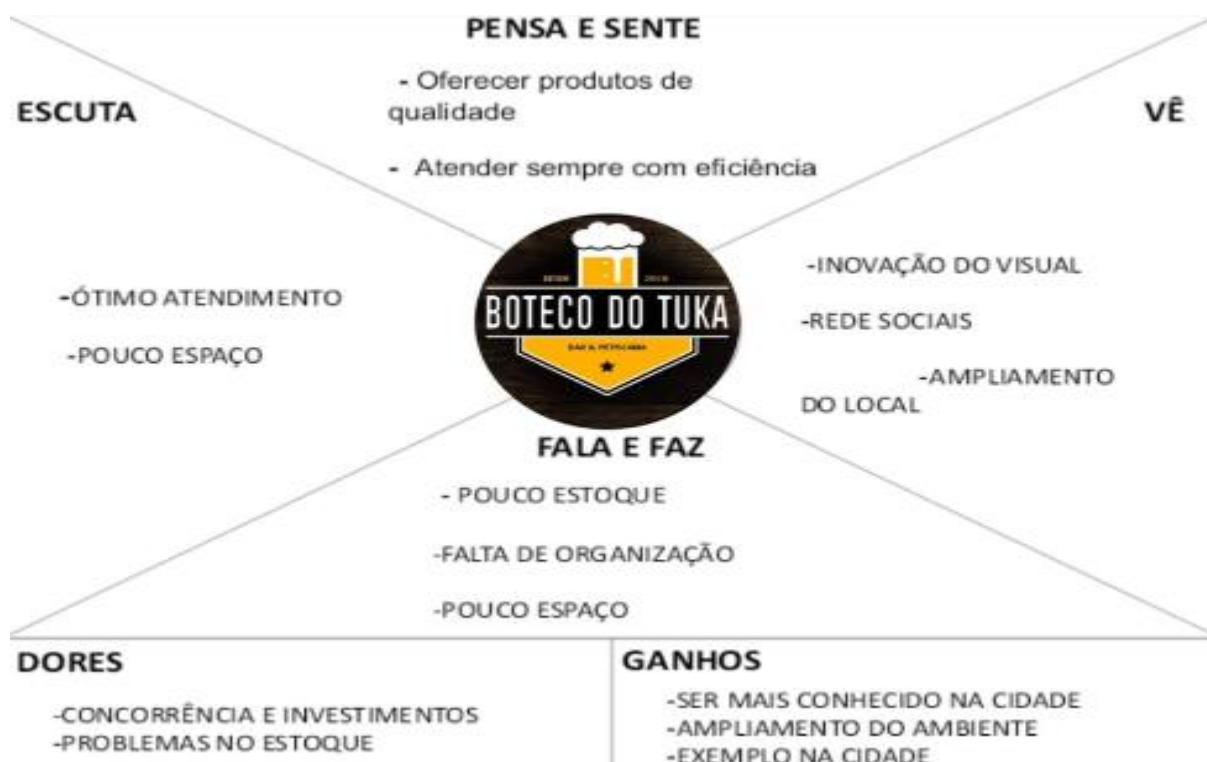 PENSA E SENTE
- Oferecer produtos de
qualidade
- Atender sempre com eficiência
ESCUTA
-ÓTIMO ATENDIMENTO
-POUCO ESPAÇO
VÊ
-INOVAÇÃO DO VISUAL
-REDE SOCIAIS
-AMPLIAMENTO
DO LOCAL
BOTECO DO TUKA
FALA E FAZ
- POUCO ESTOQUE
-FALTA DE ORGANIZAÇÃO
-POUCO ESPAÇO
DORES
-CONCORRÊNCIA E INVESTIMENTOS
-PROBLEMAS NO ESTOQUE
GANHOS
-SER MAIS CONHECIDO NA CIDADE
-AMPLIAMENTO DO AMBIENTE
-EXEMPLO NA CIDADE